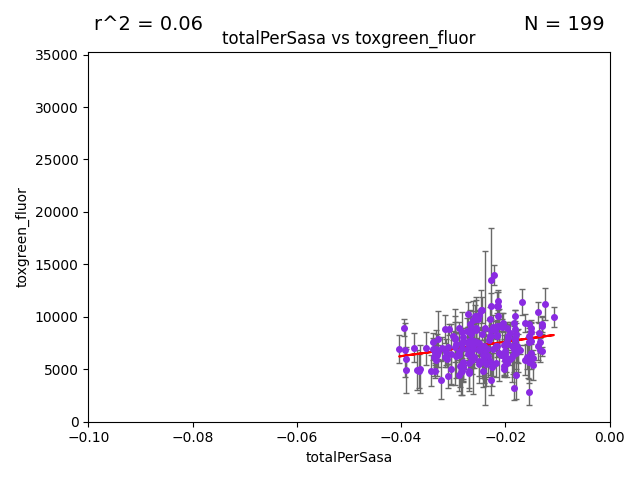 r^2 = 0.06
N = 199
totalPerSasa vs toxgreen_fluor
35000
30000
25000
20000
15000
10000
5000
0
toxgreen_fluor
−0.10
−0.08
−0.06
−0.04
−0.02
0.00
totalPerSasa